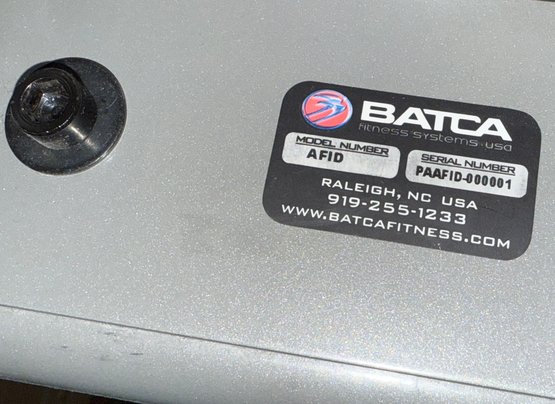 BATCA
fitness systems·usa
MODEL NUMBER
AFID
SERIAL NUMBER
PAAFID-000001
RALEIGH, NC USA
919-255-1233
WWW.BATCAFITNESS.COM